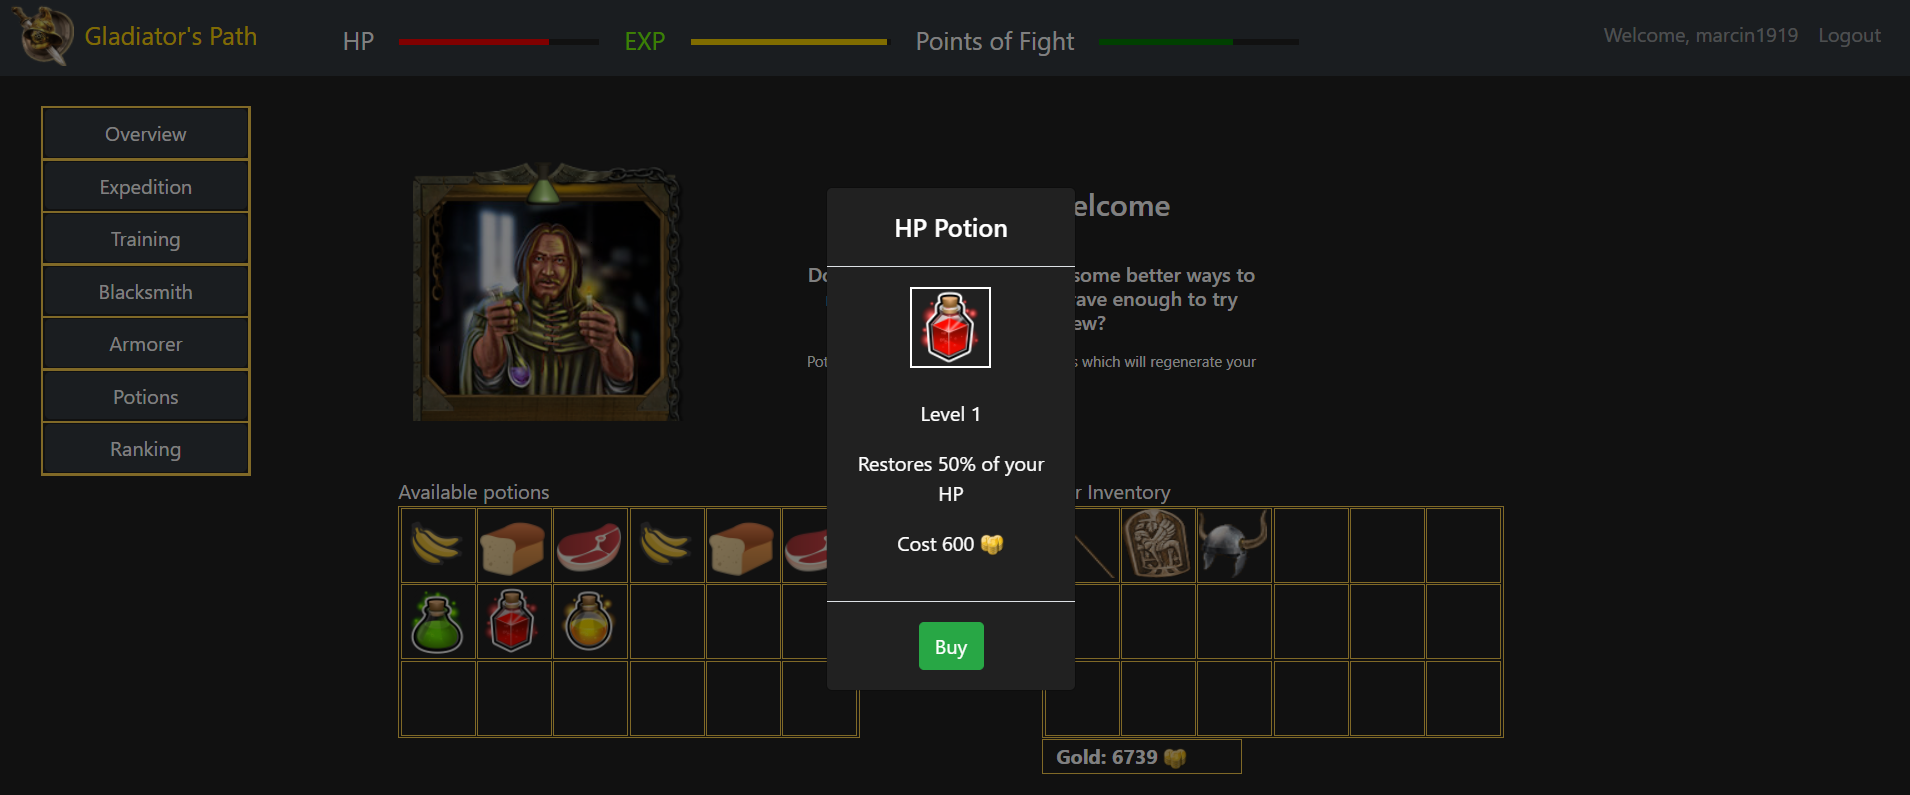 Gladiator's Path
HP
EXP
Points of Fight
Welcome, marcin1919
Logout
Overview
Expedition
Training
Blacksmith
Armorer
Potions
Ranking
elcome
some better ways to
rave enough to try
ew?
s which will regenerate your
HP Potion
Level 1
Restores 50% of your
HP
Cost 600
Buy
Available potions
r Inventory
Gold: 6739